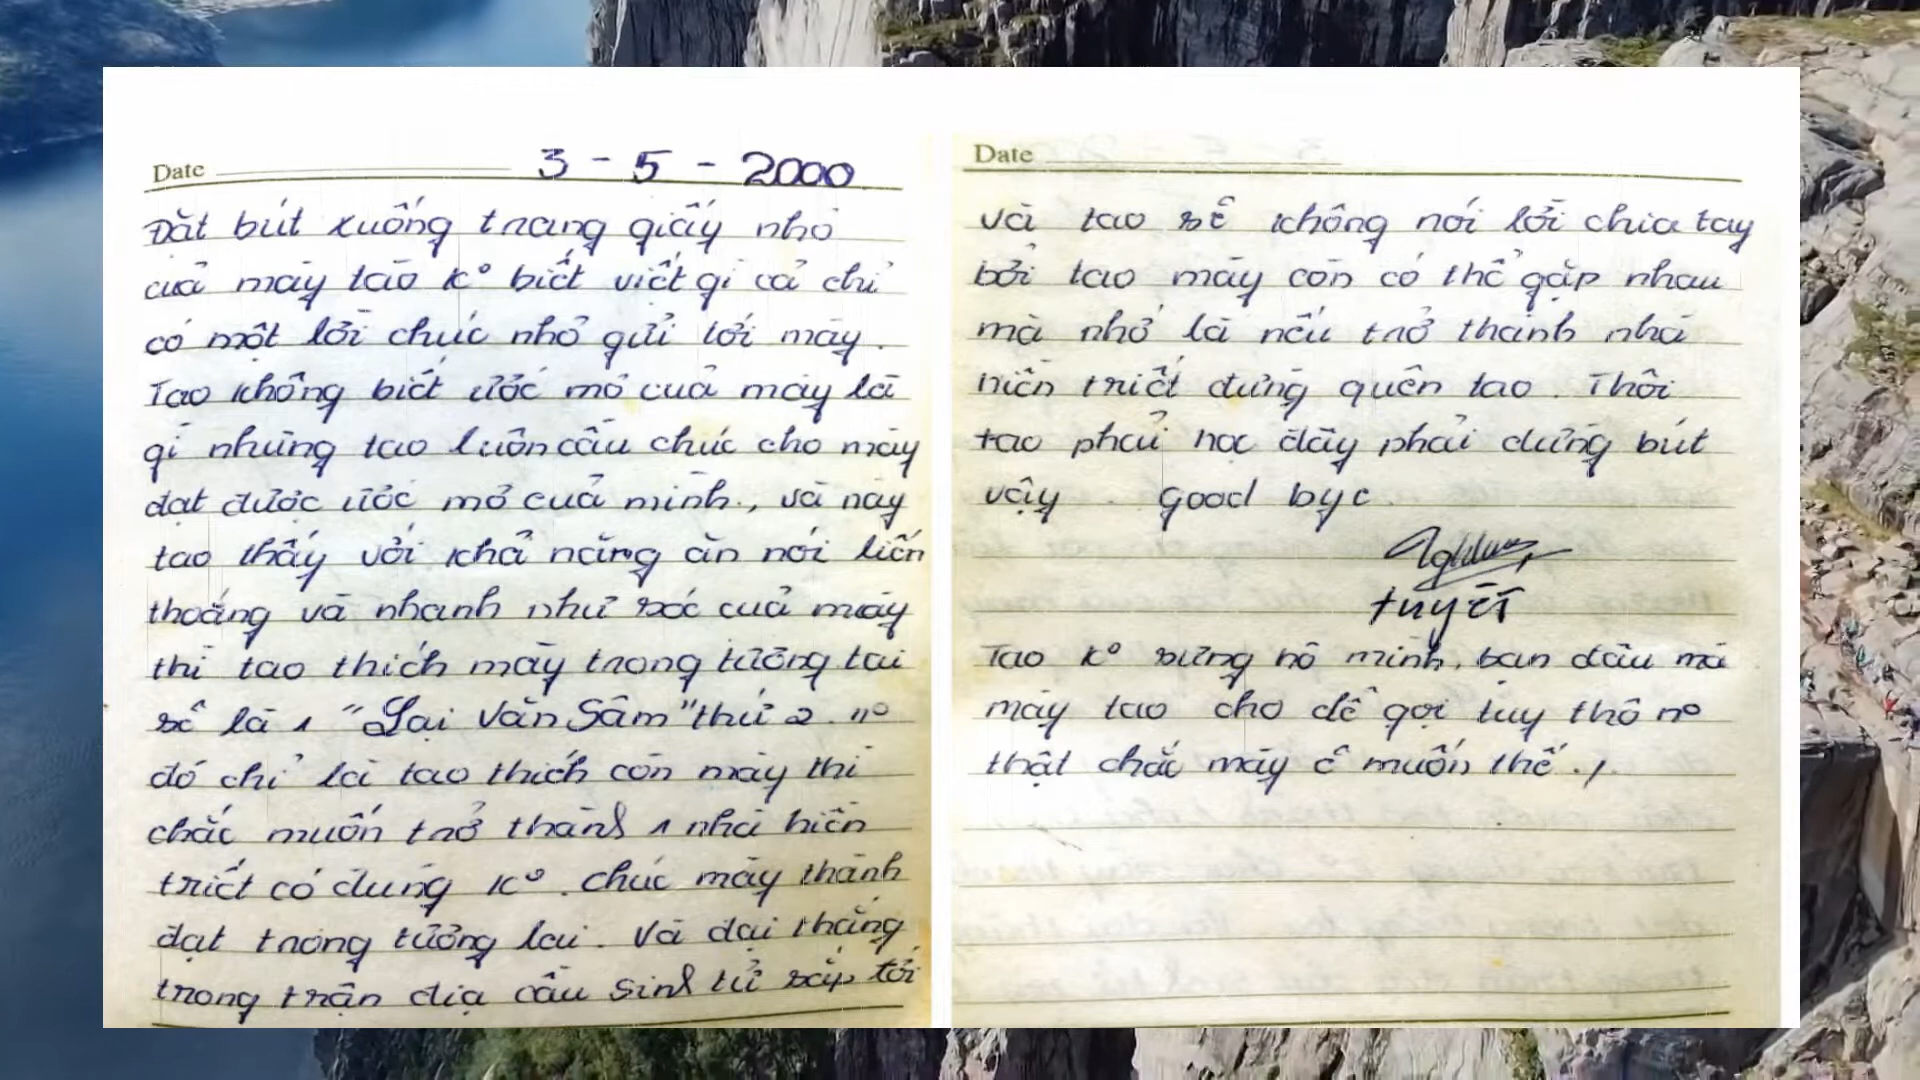 Date 3 - 5 - 2000
Đặt bút xuống trang giấy nhỏ
của mày tao K° biết viết gì cả chỉ
có một lời chúc nhỏ gửi tới mày.
Tao không biết ước mơ của mày là
gì nhưng tao luôn cầu chúc cho mày
đạt được ước mơ của mình, và này
tao thấy với khả năng ăn nói liến
thoắng và nhanh như sóc của mày
thì tao thích mày trong tương lai
sẽ là 1 "Lại Văn Sâm" thứ 2. n°
đó chỉ là tao thích còn mày thì
chắc muốn trở thành 1 nhà hiền
triết có đúng K°. chúc mày thành
đạt trong tương lai. Và đại thắng
trong trận địa cầu sinh tử sắp tới
Date
và tao sẽ không nói lời chia tay
bởi tao mày còn có thể gặp nhau
mà nhớ là nếu trở thành nhà
hiền triết đừng quên tao. Thôi
tao phải học đây phải dừng bút
vậy. Good bye
tuyết
Tao K° xưng hô mình, bạn đâu mà
mày tao cho dễ gọi tuy thô n°
thật chắc mày c~ muốn thế ./.